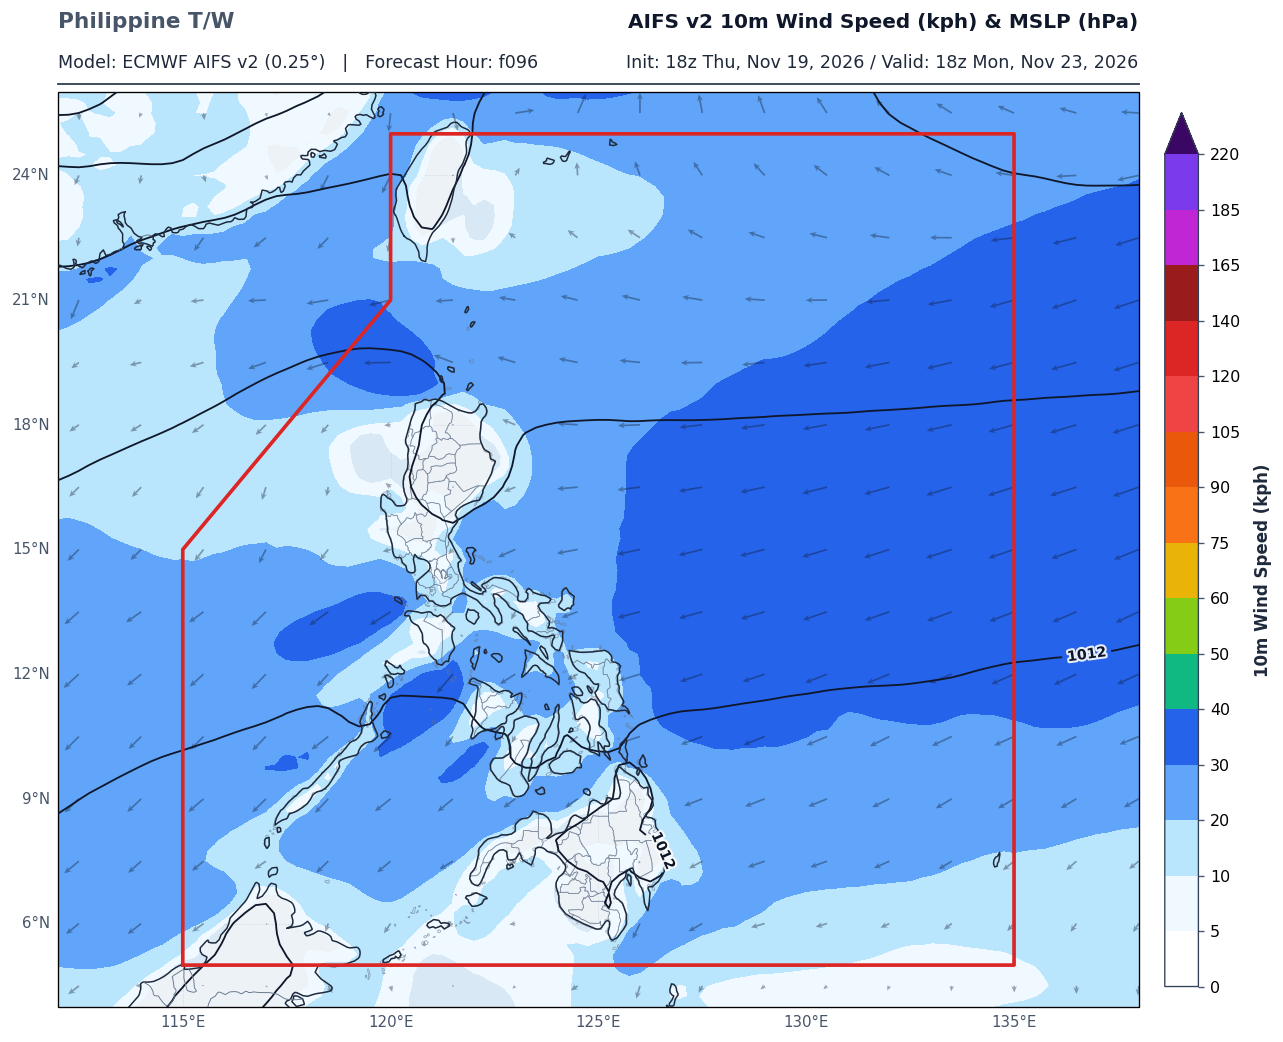 Philippine T/W
AIFS v2 10m Wind Speed (kph) & MSLP (hPa)
Model: ECMWF AIFS v2 (0.25°) | Forecast Hour: f096
Init: 18z Thu, Nov 19, 2026 / Valid: 18z Mon, Nov 23, 2026
24°N
21°N
18°N
15°N
12°N
9°N
6°N
115°E
120°E
125°E
130°E
135°E
1012
1012
220
185
165
140
120
105
90
75
60
50
40
30
20
10
5
0
10m Wind Speed (kph)